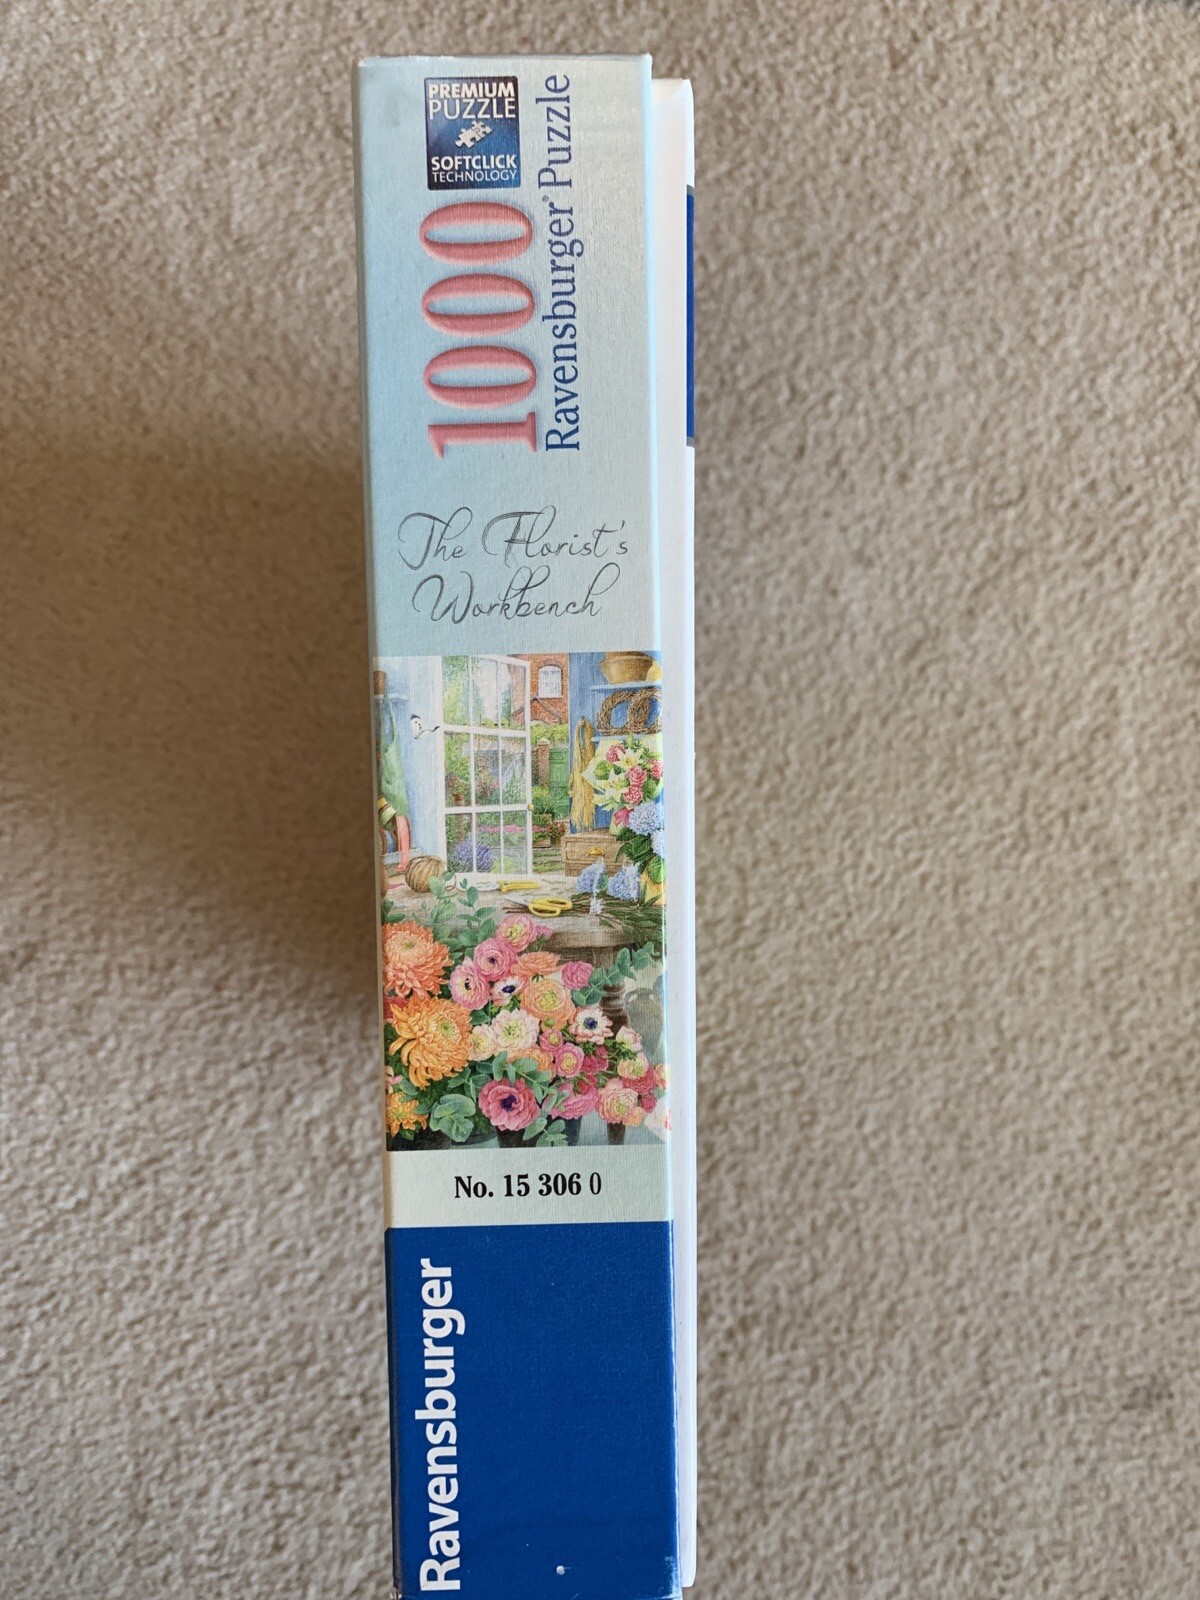 PREMIUM
PUZZLE
SOFTCLICK
TECHNOLOGY
1000
Ravensburger® Puzzle
The Florist's
Workbench
No. 15 306 0
Ravensburger